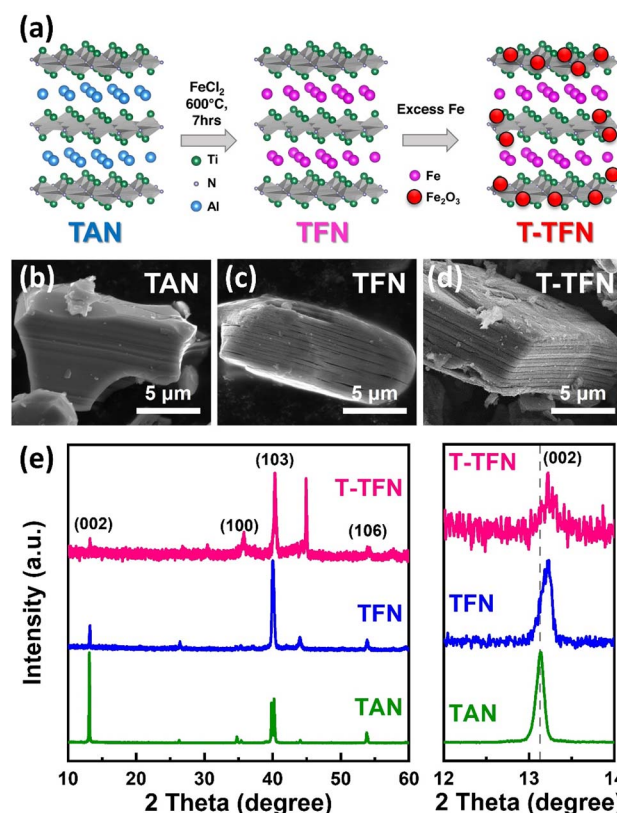 (a)
FeCl2
600°C,
7hrs
Excess Fe
Ti
N
Al
Fe
Fe2O3
TAN
TFN
T-TFN
(b)
TAN
5 μm
(c)
TFN
5 μm
(d)
T-TFN
5 μm
(e)
Intensity (a.u.)
(002)
(100)
(103)
(106)
T-TFN
TFN
TAN
10 20 30 40 50 60
2 Theta (degree)
(002)
T-TFN
TFN
TAN
12 13 14
2 Theta (degree)